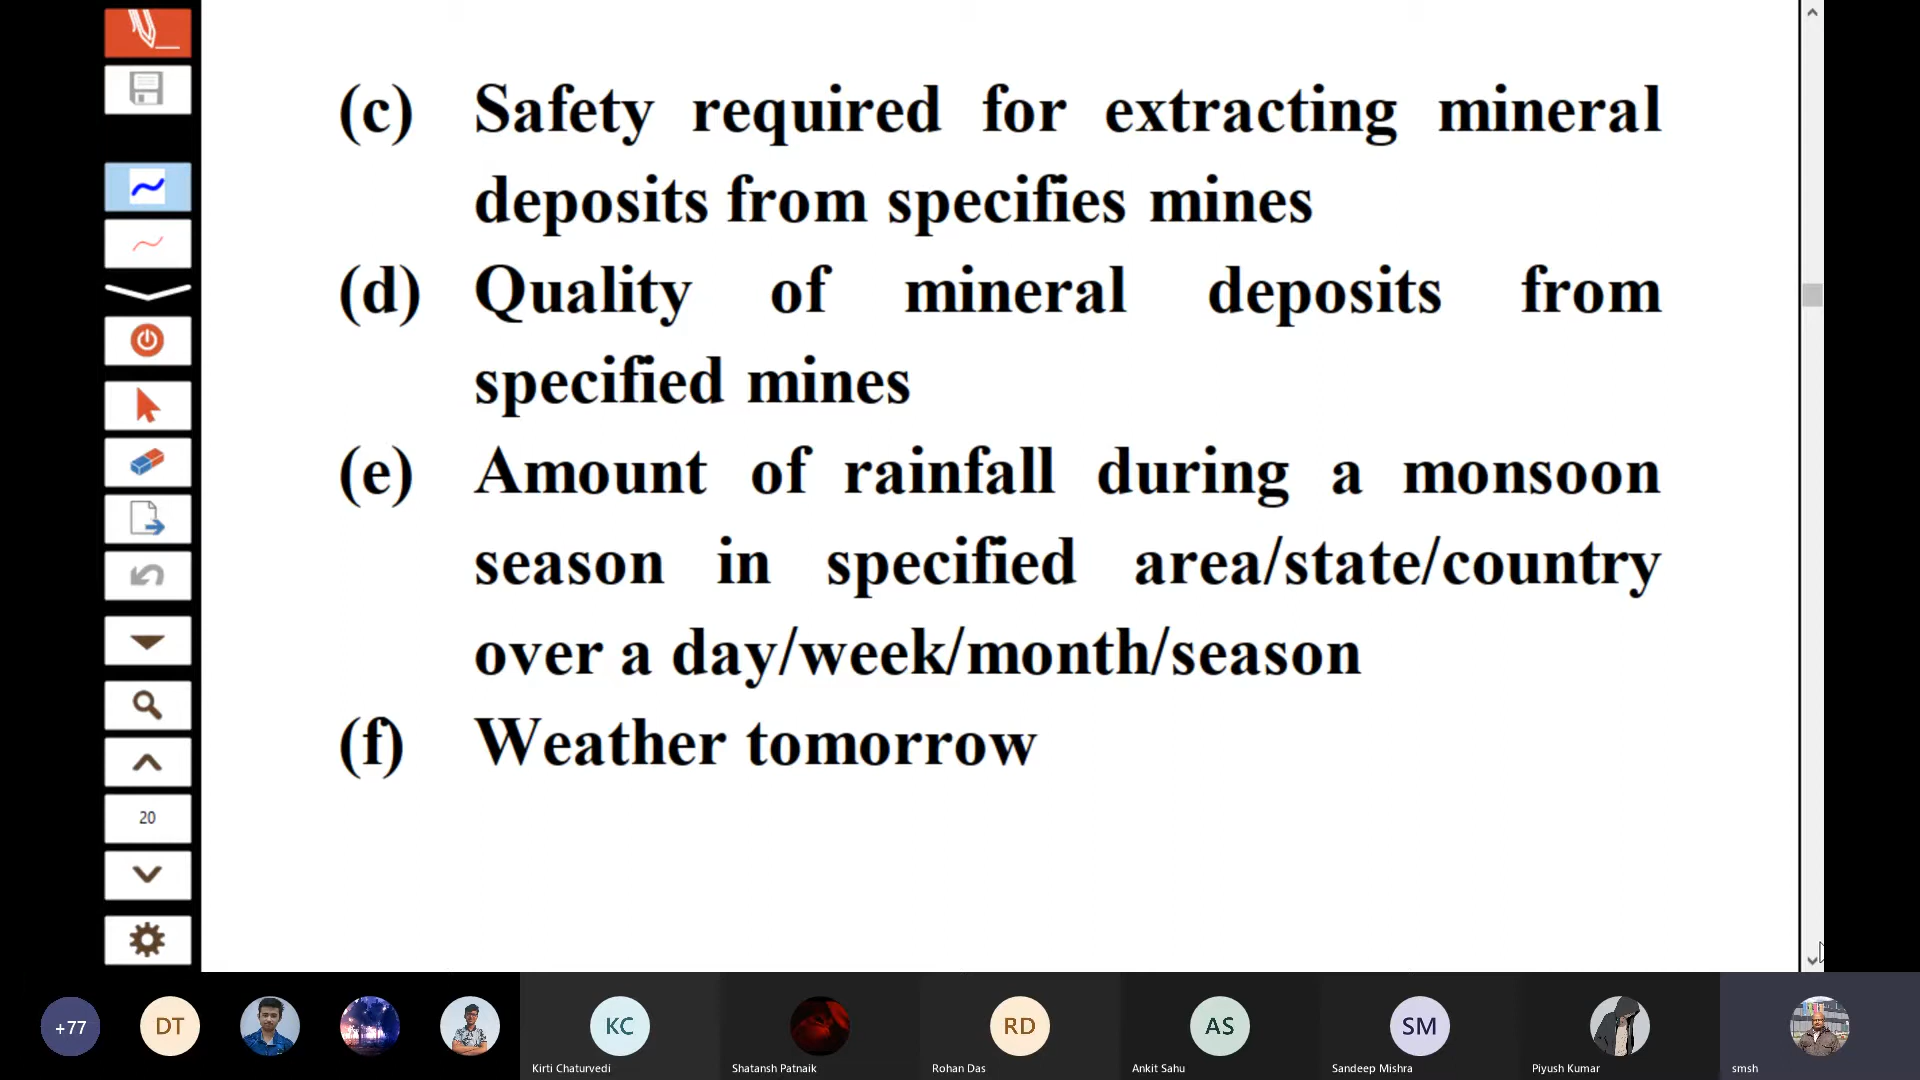 (c) Safety required for extracting mineral
deposits from specifies mines
(d) Quality of mineral deposits from
specified mines
(e) Amount of rainfall during a monsoon
season in specified area/state/country
over a day/week/month/season
(f) Weather tomorrow
20
+77
DT
KC
RD
AS
SM
Kirti Chaturvedi
Shatansh Patnaik
Rohan Das
Ankit Sahu
Sandeep Mishra
Piyush Kumar
smsh